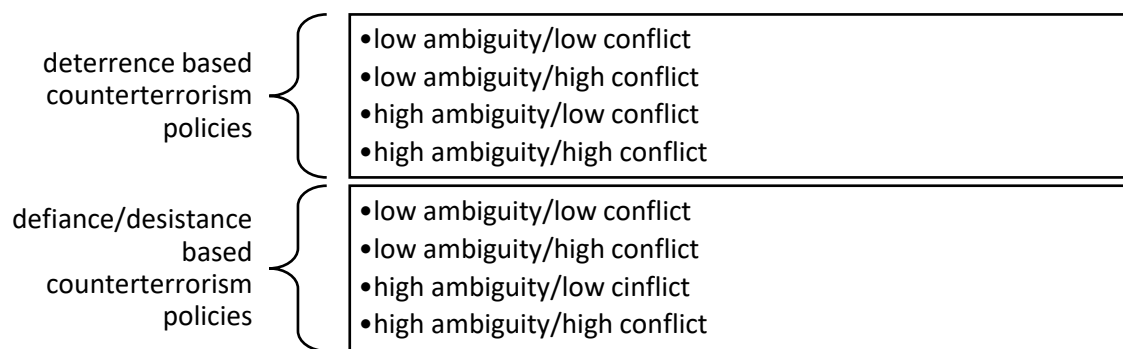 deterrence based
counterterrorism
policies
•low ambiguity/low conflict
•low ambiguity/high conflict
•high ambiguity/low conflict
•high ambiguity/high conflict
defiance/desistance
based
counterterrorism
policies
•low ambiguity/low conflict
•low ambiguity/high conflict
•high ambiguity/low cinflict
•high ambiguity/high conflict